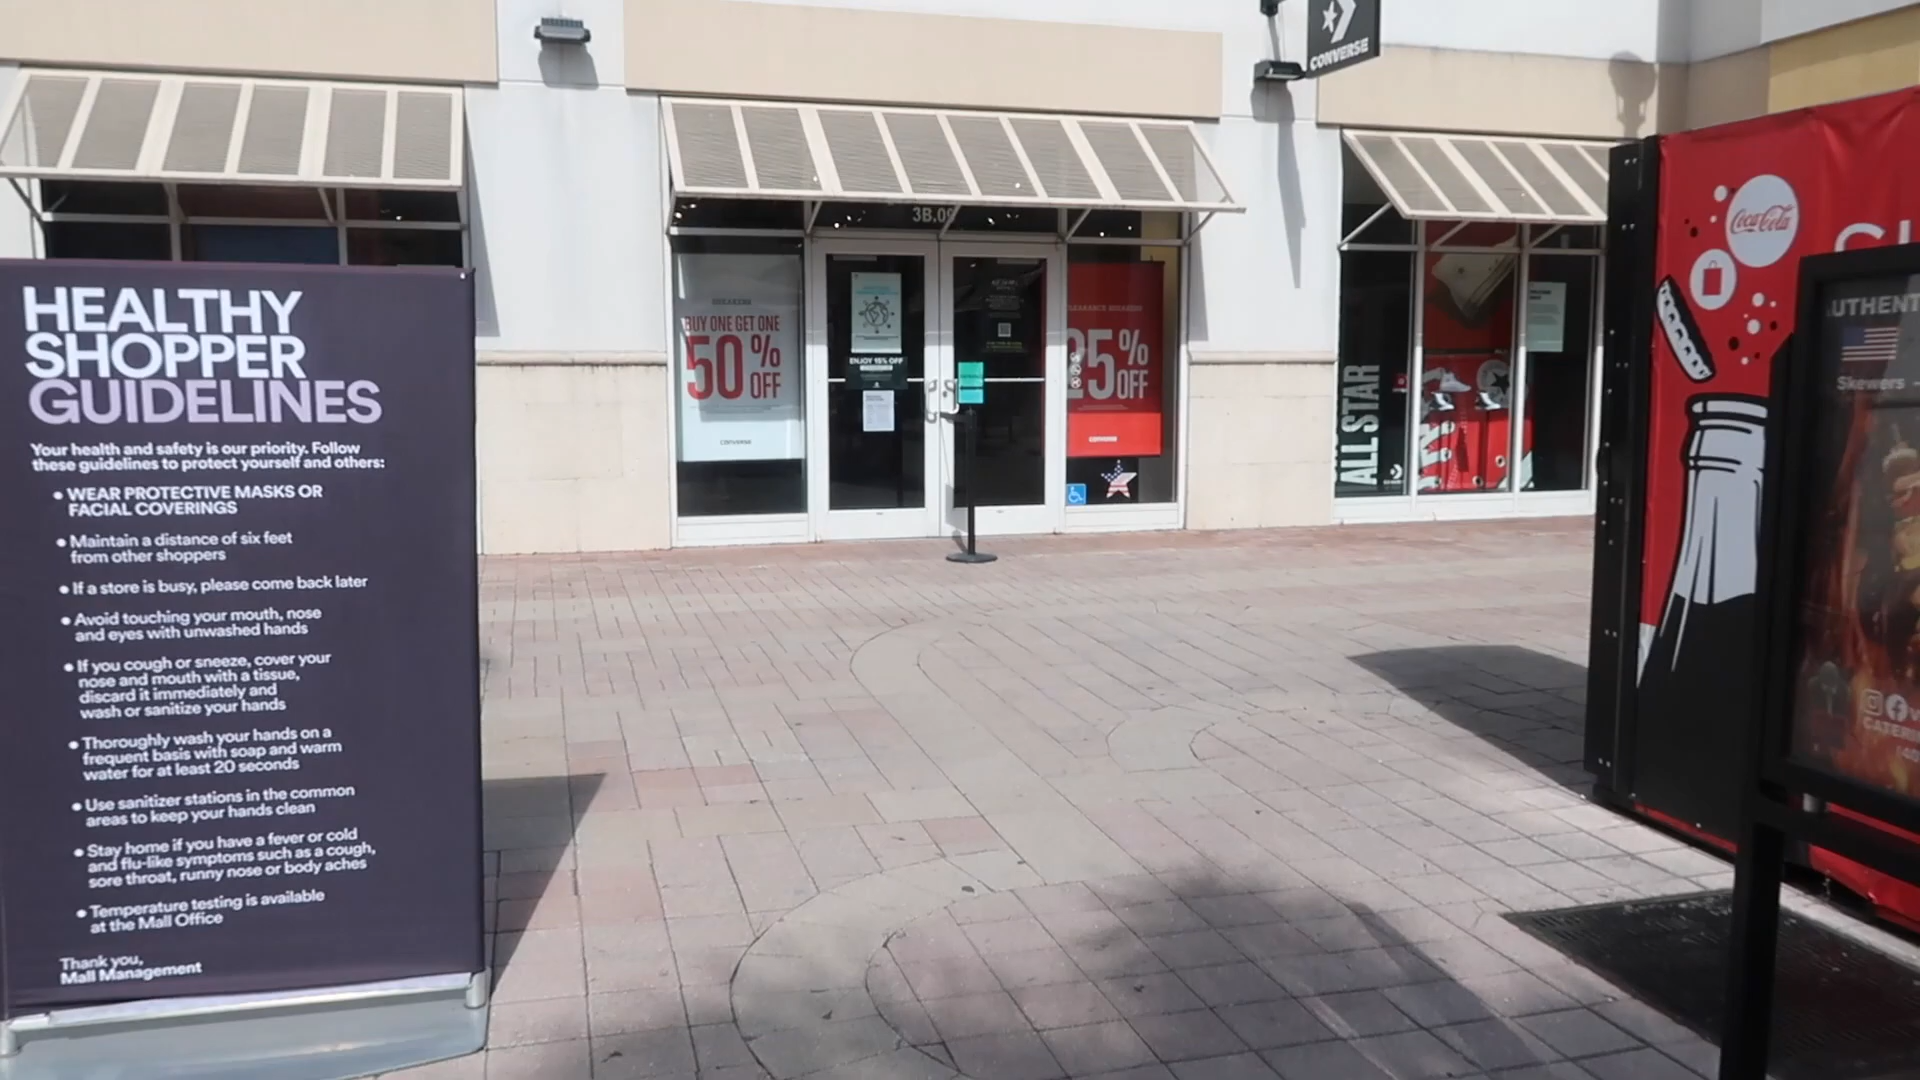 HEALTHY
SHOPPER
GUIDELINES
Your health and safety is our priority. Follow
these guidelines to protect yourself and others:
• WEAR PROTECTIVE MASKS OR
FACIAL COVERINGS
• Maintain a distance of six feet
from other shoppers
• If a store is busy, please come back later
• Avoid touching your mouth, nose
and eyes with unwashed hands
• If you cough or sneeze, cover your
nose and mouth with a tissue,
discard it immediately and
wash or sanitize your hands
• Thoroughly wash your hands on a
frequent basis with soap and warm
water for at least 20 seconds
• Use sanitizer stations in the common
areas to keep your hands clean
• Stay home if you have a fever or cold
and flu-like symptoms such as a cough,
sore throat, runny nose or body aches
• Temperature testing is available
at the Mall Office
Thank you,
Mall Management
CONVERSE
3B.09
SNEAKERS
BUY ONE GET ONE
50%
OFF
converse
ENJOY 15% OFF
CLEARANCE SNEAKERS
25%
OFF
converse
ALL STAR
Coca-Cola
UTHENT
Skewers
CATERIN